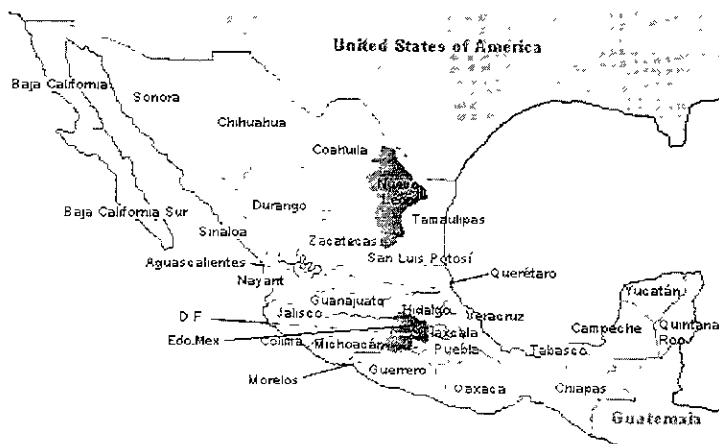 United States of America
Baja California
Sonora
Chihuahua
Coahuila
Nuevo
Leon
Baja California Sur
Durango
Sinaloa
Tamaulipas
Zacatecas
San Luis Potosí
Aguascalientes
Nayarit
Querétaro
Guanajuato
Hidalgo
Veracruz
Yucatán
D F
Jalisco
Tlaxcala
Campeche
Quintana
Roo
Edo.Mex
Colima
Michoacán
Puebla
Tabasco
Morelos
Guerrero
Oaxaca
Chiapas
Guatemala